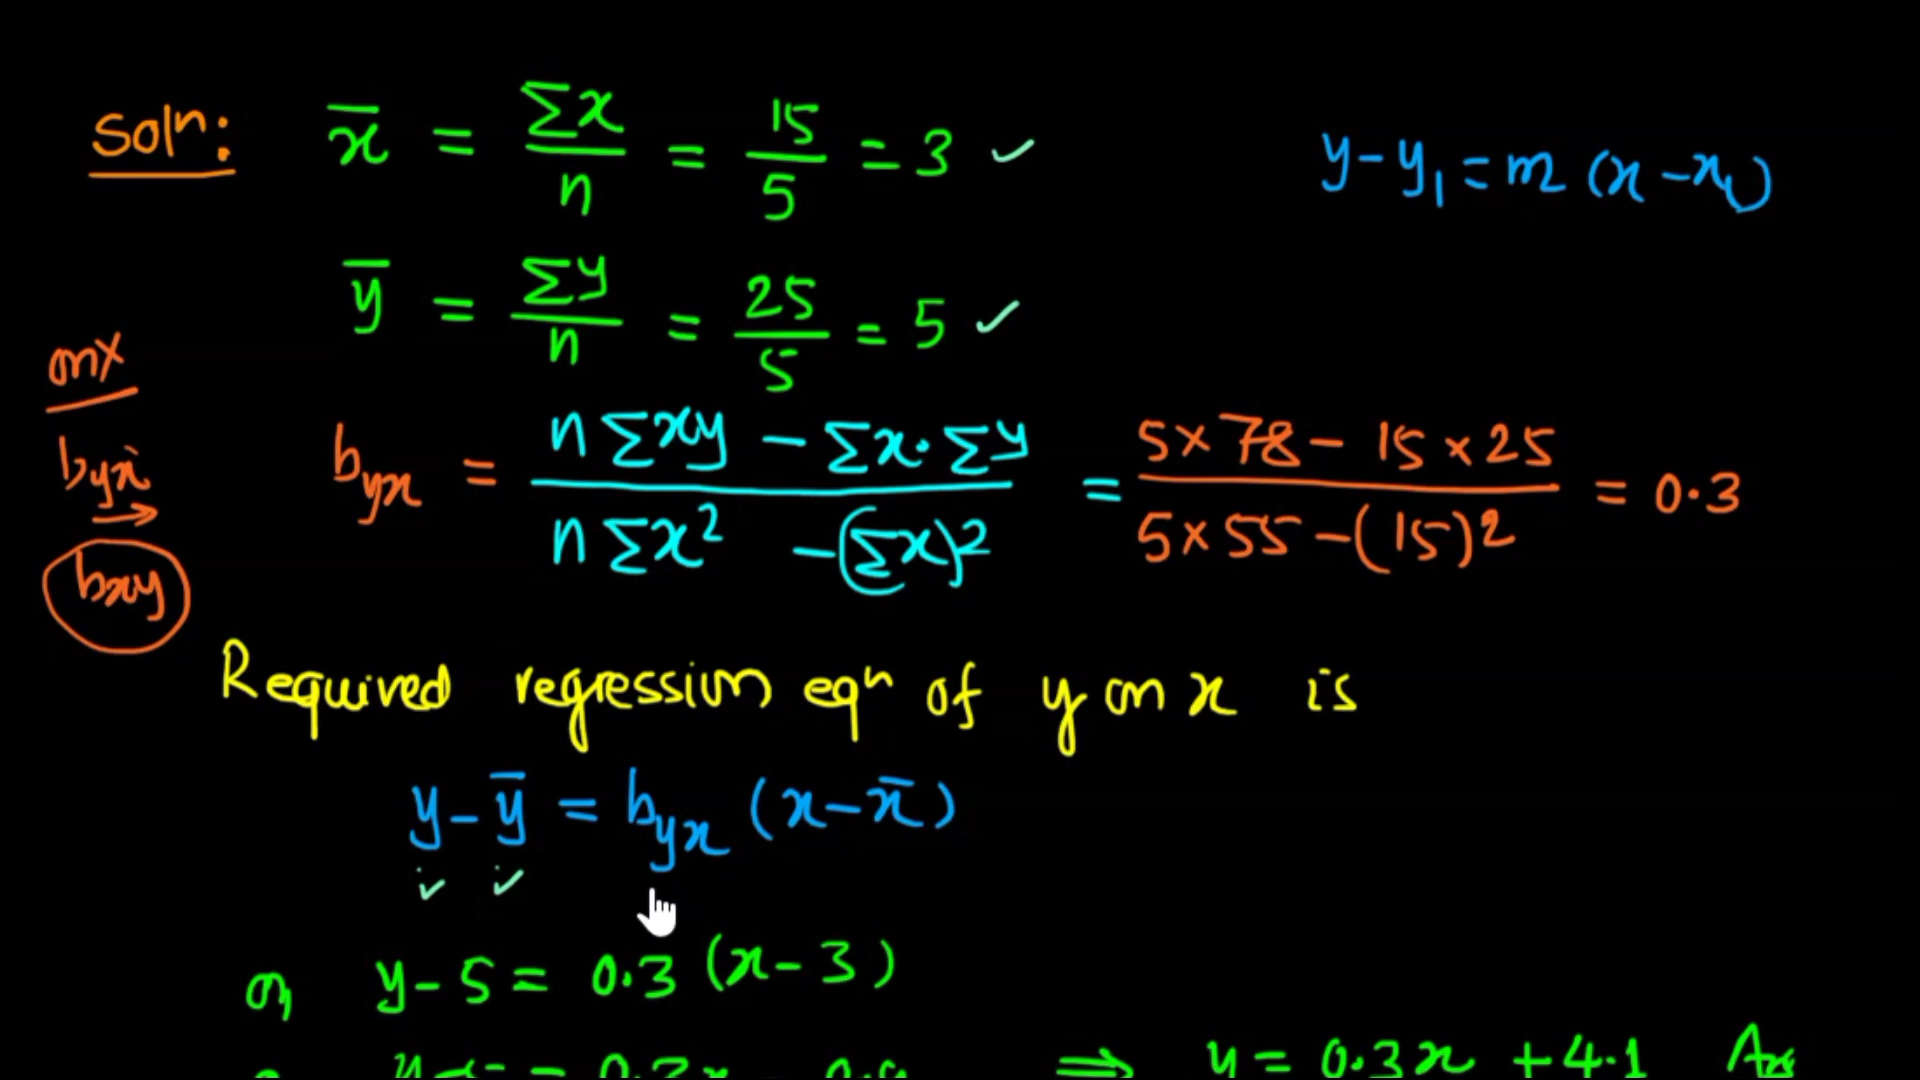 Solⁿ: x̄ = Σx/n = 15/5 = 3 ✓
y - y₁ = m (x - x₁)
ȳ = Σy/n = 25/5 = 5 ✓
on x
byx = (nΣxy - Σx·Σy)/(nΣx² - (Σx)²) = (5×78 - 15×25)/(5×55 - (15)²) = 0.3
byx
bxy
Required regression eqⁿ of y on x is
y - ȳ = byx (x - x̄)
or, y - 5 = 0.3 (x - 3)
⇒ y = 0.3x + 4.1 Ans